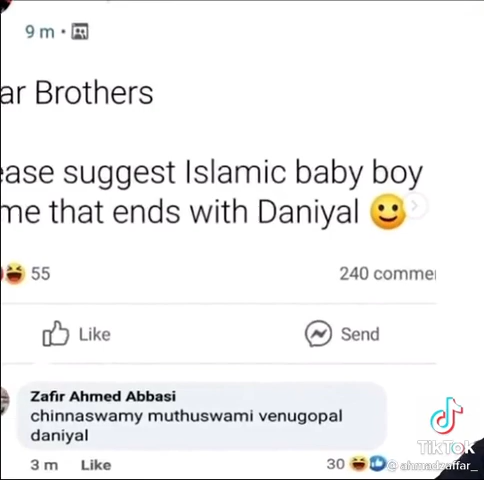 9 m
ar Brothers
ease suggest Islamic baby boy
me that ends with Daniyal 🙂
55
240 comme
Like
Send
Zafir Ahmed Abbasi
chinnaswamy muthuswami venugopal
daniyal
3 m Like 30
TikTok
@ahmadzaffar_